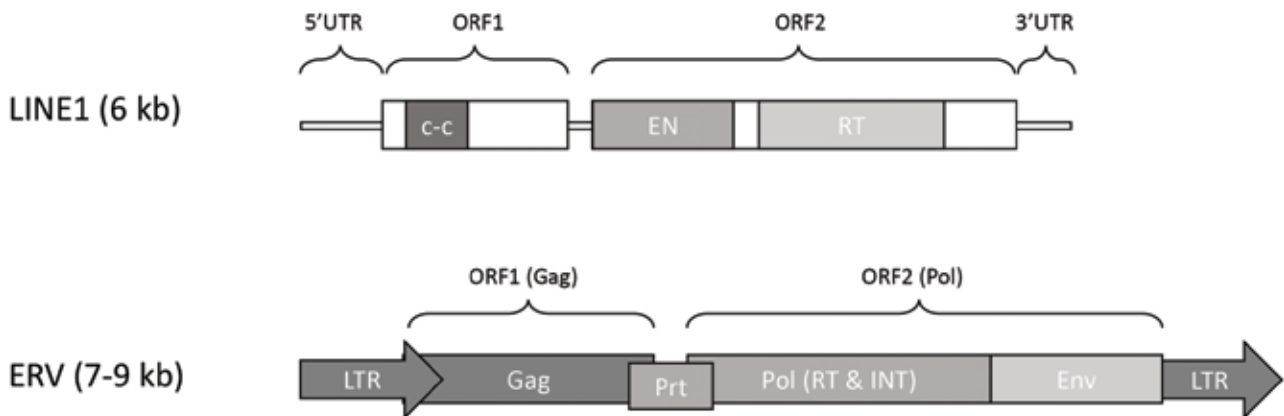 5'UTR ORF1 ORF2 3'UTR
LINE1 (6 kb)
c-c EN RT
ORF1 (Gag) ORF2 (Pol)
ERV (7-9 kb)
LTR Gag Prt Pol (RT & INT) Env LTR